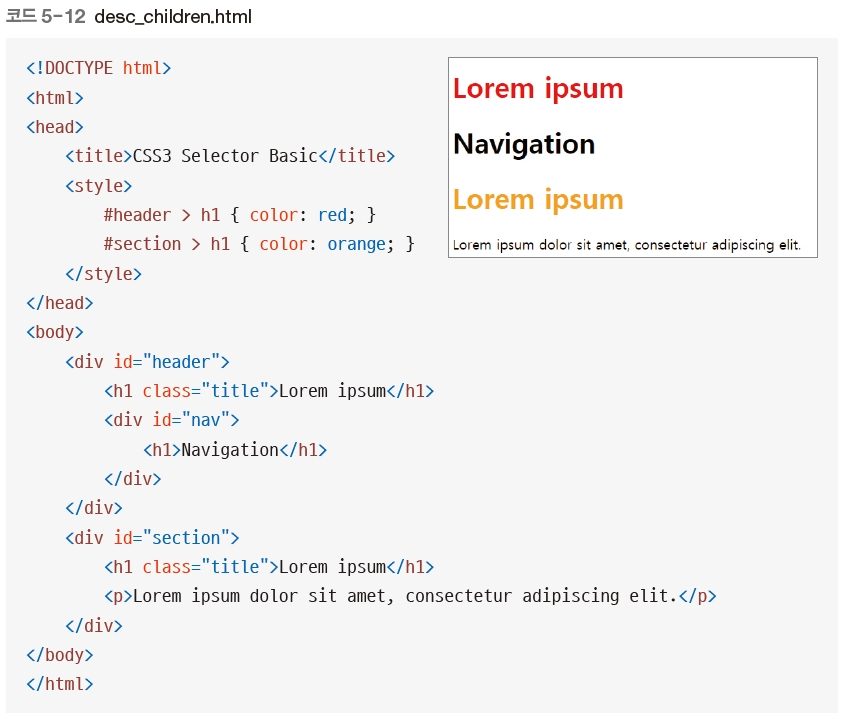 코드 5-12 desc_children.html
<!DOCTYPE html>
<html>
<head>
    <title>CSS3 Selector Basic</title>
    <style>
        #header > h1 { color: red; }
        #section > h1 { color: orange; }
    </style>
</head>
<body>
    <div id="header">
        <h1 class="title">Lorem ipsum</h1>
        <div id="nav">
            <h1>Navigation</h1>
        </div>
    </div>
    <div id="section">
        <h1 class="title">Lorem ipsum</h1>
        <p>Lorem ipsum dolor sit amet, consectetur adipiscing elit.</p>
    </div>
</body>
</html>
Lorem ipsum
Navigation
Lorem ipsum
Lorem ipsum dolor sit amet, consectetur adipiscing elit.